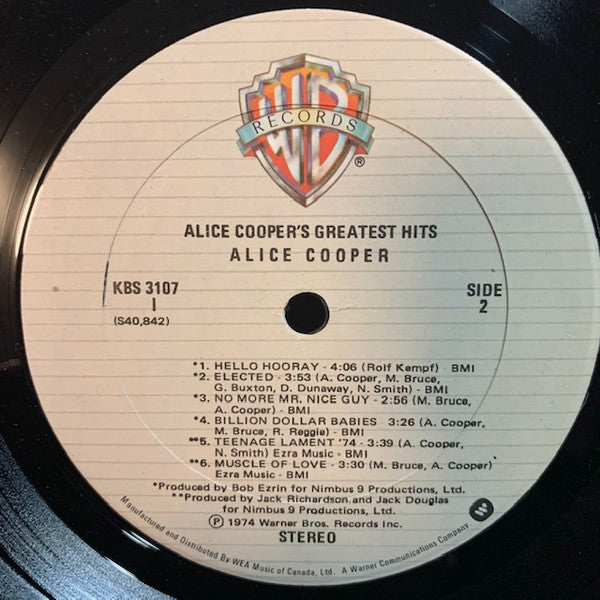 WB
RECORDS
®
ALICE COOPER'S GREATEST HITS
ALICE COOPER
KBS 3107
I
(S40,842)
SIDE
2
*1. HELLO HOORAY - 4:06 (Rolf Kempf) - BMI
*2. ELECTED - 3:53 (A. Cooper, M. Bruce,
G. Buxton, D. Dunaway, N. Smith) - BMI
*3. NO MORE MR. NICE GUY - 2:56 (M. Bruce,
A. Cooper) - BMI
*4. BILLION DOLLAR BABIES 3:26 (A. Cooper,
M. Bruce, R. Reggie) - BMI
**5. TEENAGE LAMENT '74 - 3:39 (A. Cooper,
N. Smith) Ezra Music - BMI
**6. MUSCLE OF LOVE - 3:30 (M. Bruce, A. Cooper)
Ezra Music - BMI
*Produced by Bob Ezrin for Nimbus 9 Productions, Ltd.
**Produced by Jack Richardson and Jack Douglas
for Nimbus 9 Productions, Ltd.
Ⓟ 1974 Warner Bros. Records Inc.
STEREO
Manufactured and Distributed By WEA Music of Canada, Ltd. A Warner Communications Company